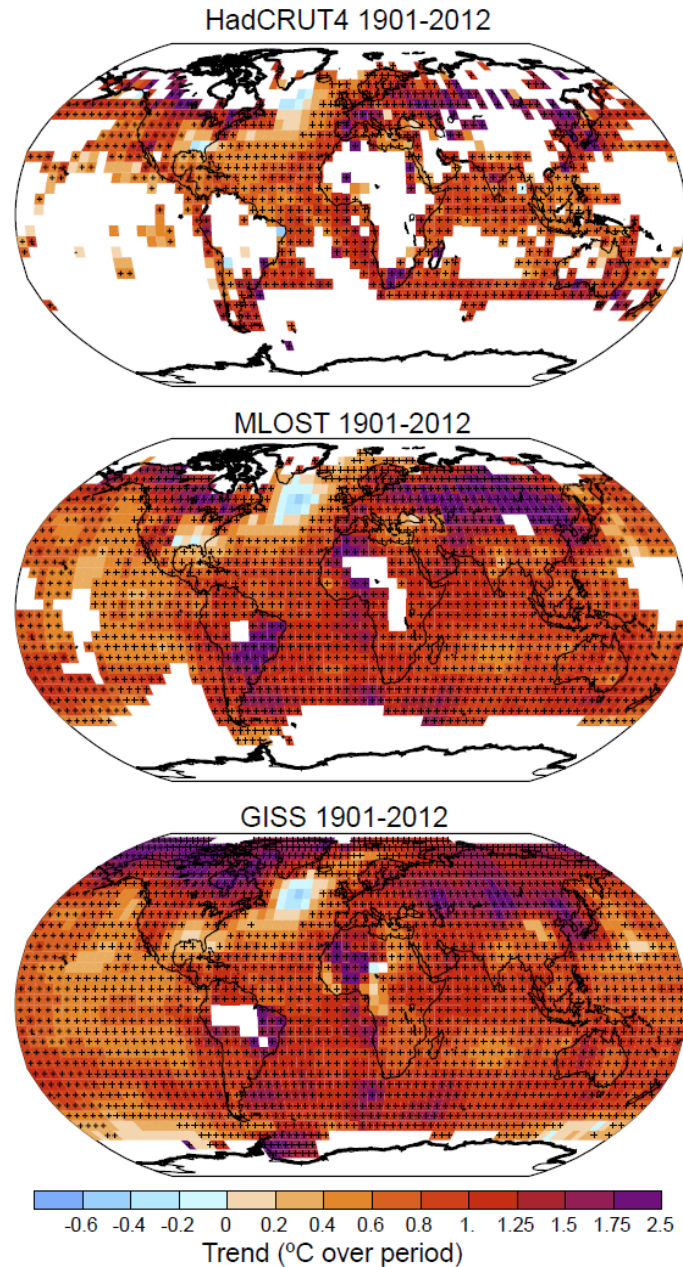 HadCRUT4 1901-2012
MLOST 1901-2012
GISS 1901-2012
-0.6 -0.4 -0.2 0 0.2 0.4 0.6 0.8 1. 1.25 1.5 1.75 2.5
Trend (ºC over period)